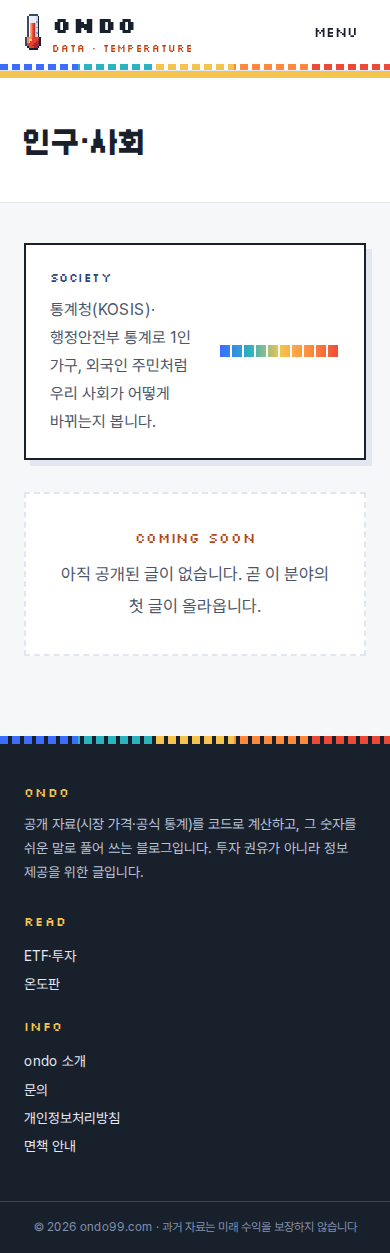 ONDO
DATA · TEMPERATURE
MENU
인구·사회
SOCIETY
통계청(KOSIS)·
행정안전부 통계로 1인
가구, 외국인 주민처럼
우리 사회가 어떻게
바뀌는지 봅니다.
COMING SOON
아직 공개된 글이 없습니다. 곧 이 분야의
첫 글이 올라옵니다.
ONDO
공개 자료(시장 가격·공식 통계)를 코드로 계산하고, 그 숫자를
쉬운 말로 풀어 쓰는 블로그입니다. 투자 권유가 아니라 정보
제공을 위한 글입니다.
READ
ETF·투자
온도판
INFO
ondo 소개
문의
개인정보처리방침
면책 안내
© 2026 ondo99.com · 과거 자료는 미래 수익을 보장하지 않습니다